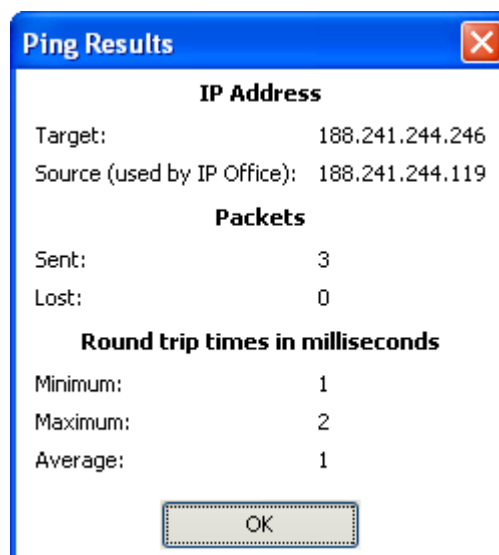 Ping Results
IP Address
Target: 188.241.244.246
Source (used by IP Office): 188.241.244.119
Packets
Sent: 3
Lost: 0
Round trip times in milliseconds
Minimum: 1
Maximum: 2
Average: 1
OK